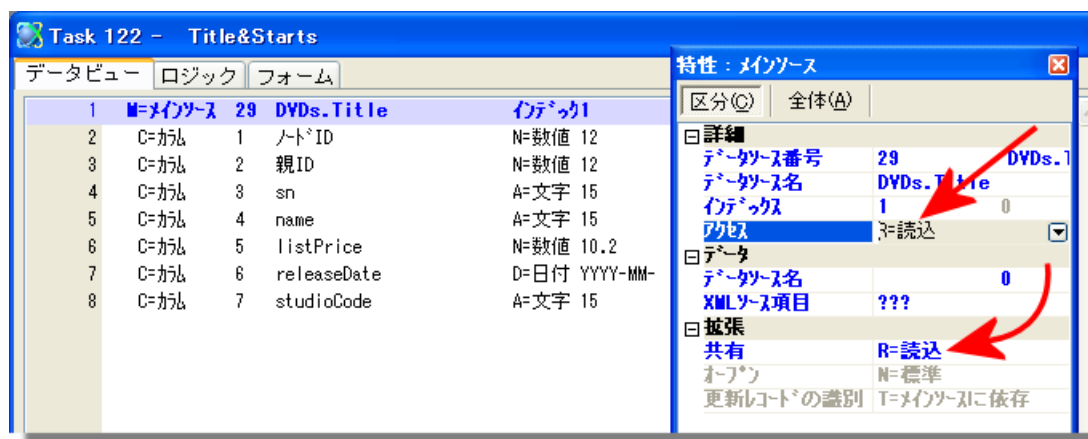 Task 122 - Title&Starts
データビュー ロジック フォーム
1 M=メインソース 29 DVDs.Title インデックス1
2 C=カラム 1 ノードID N=数値 12
3 C=カラム 2 親ID N=数値 12
4 C=カラム 3 sn A=文字 15
5 C=カラム 4 name A=文字 15
6 C=カラム 5 listPrice N=数値 10.2
7 C=カラム 6 releaseDate D=日付 YYYY-MM-
8 C=カラム 7 studioCode A=文字 15
特性:メインソース
区分(C) 全体(A)
詳細
データソース番号 29 DVDs.T
データソース名 DVDs.Title
インデックス 1 0
アクセス R=読込
データ
データソース名 0
XMLソース項目 ???
拡張
共有 R=読込
オープン N=標準
更新レコードの識別 T=メインソースに依存